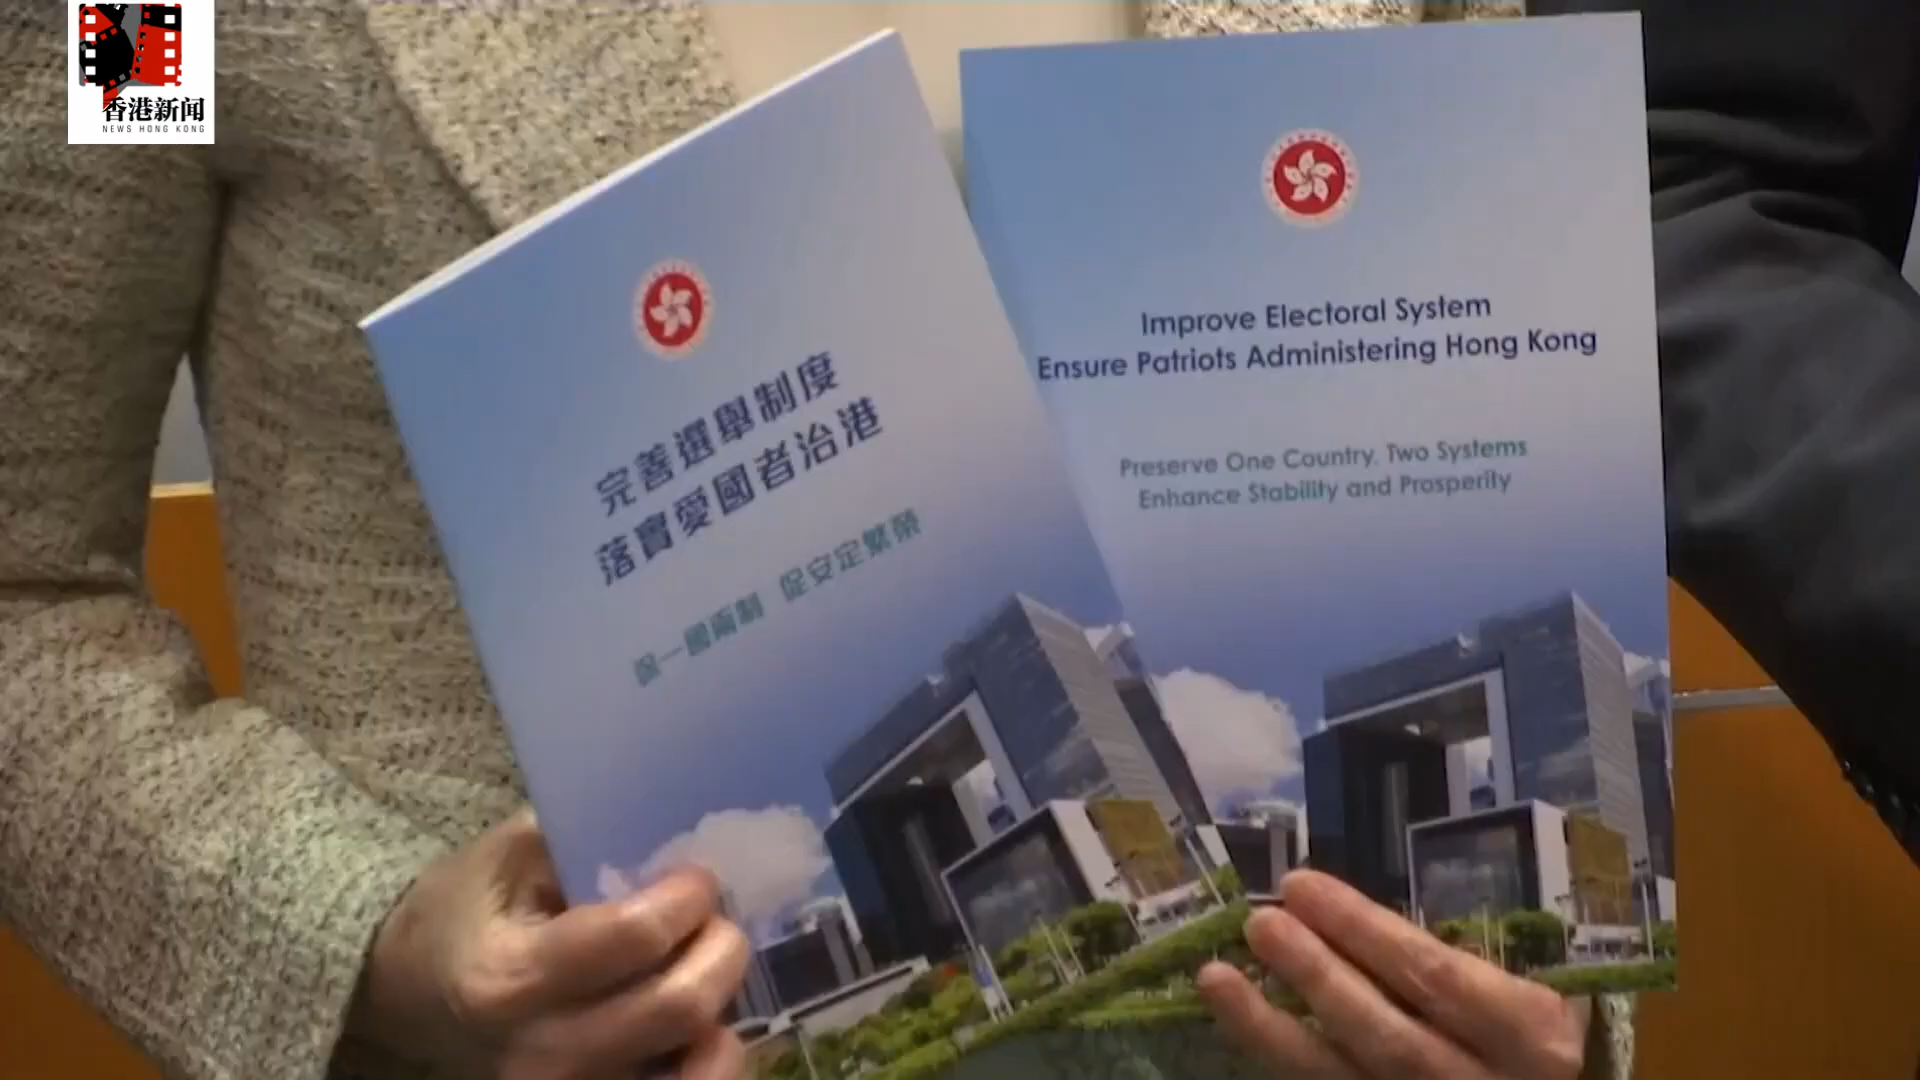 香港新闻
NEWS HONG KONG
完善選舉制度
落實愛國者治港
保一國兩制 促安定繁榮
Improve Electoral System
Ensure Patriots Administering Hong Kong
Preserve One Country, Two Systems
Enhance Stability and Prosperity